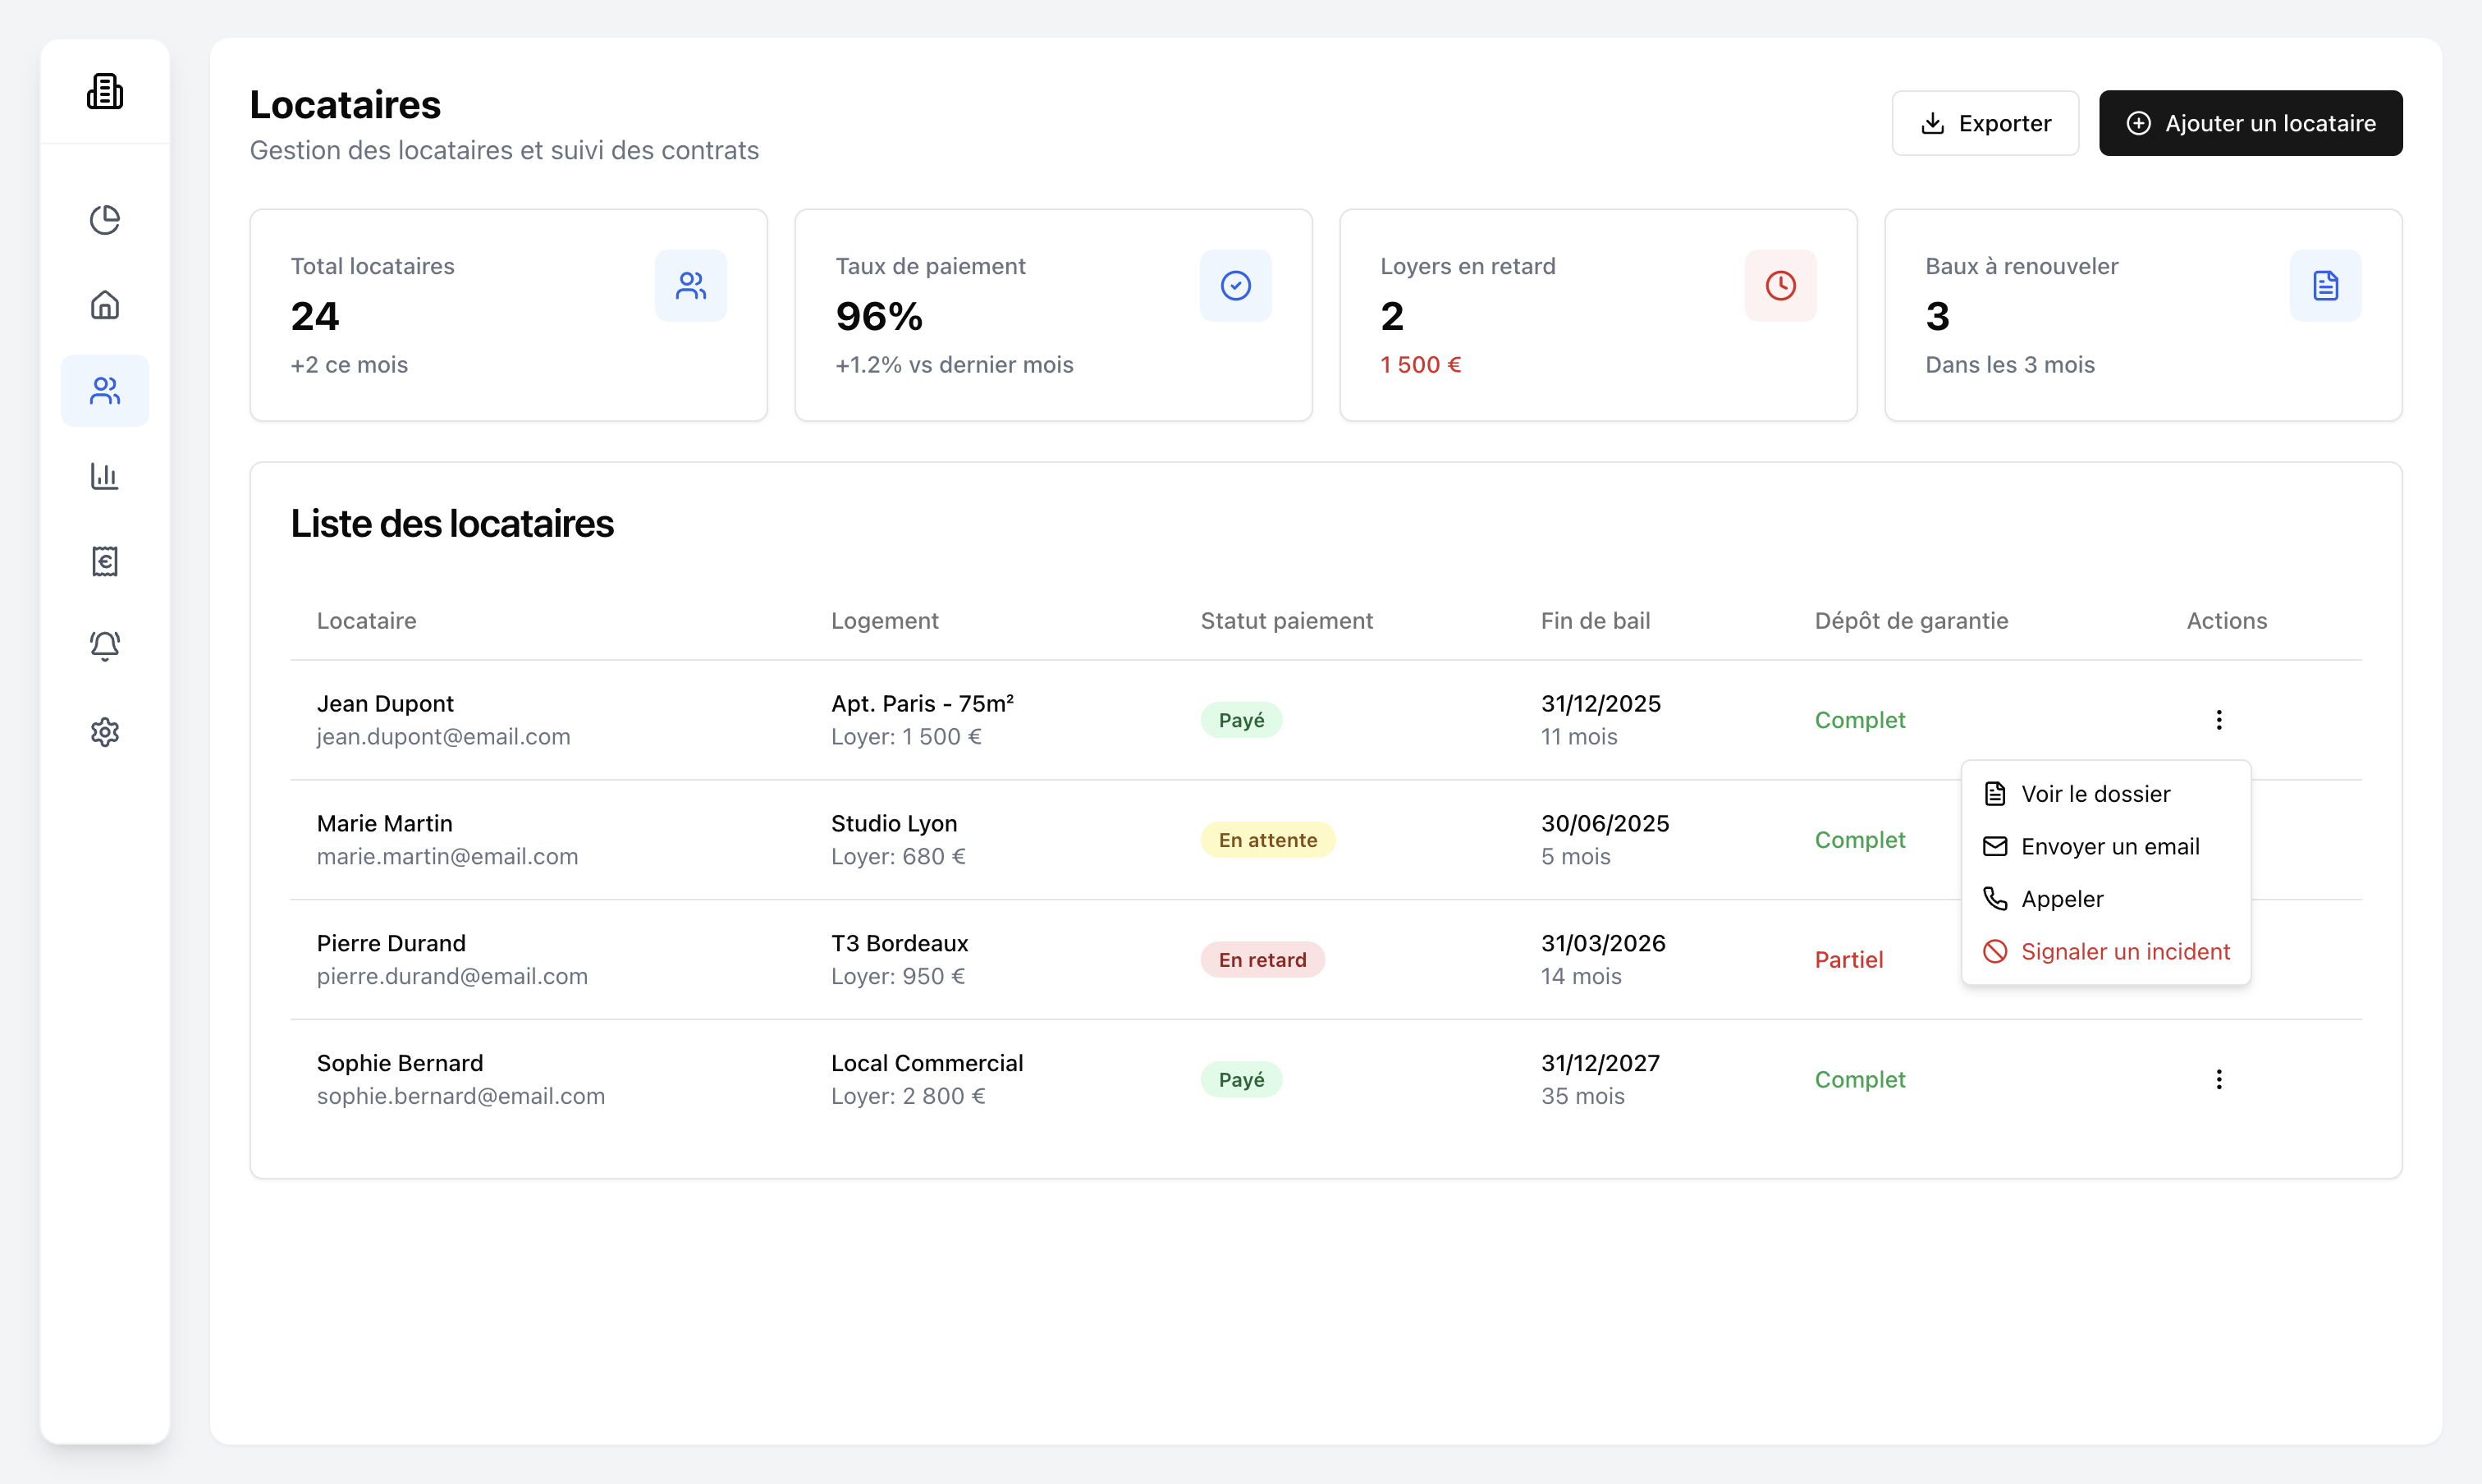 Locataires
Gestion des locataires et suivi des contrats
Exporter
Ajouter un locataire
Total locataires
24
+2 ce mois
Taux de paiement
96%
+1.2% vs dernier mois
Loyers en retard
2
1 500 €
Baux à renouveler
3
Dans les 3 mois
Liste des locataires
Locataire Logement Statut paiement Fin de bail Dépôt de garantie Actions
Jean Dupont
jean.dupont@email.com
Apt. Paris - 75m²
Loyer: 1 500 €
Payé
31/12/2025
11 mois
Complet
Marie Martin
marie.martin@email.com
Studio Lyon
Loyer: 680 €
En attente
30/06/2025
5 mois
Complet
Pierre Durand
pierre.durand@email.com
T3 Bordeaux
Loyer: 950 €
En retard
31/03/2026
14 mois
Partiel
Sophie Bernard
sophie.bernard@email.com
Local Commercial
Loyer: 2 800 €
Payé
31/12/2027
35 mois
Complet
Voir le dossier
Envoyer un email
Appeler
Signaler un incident